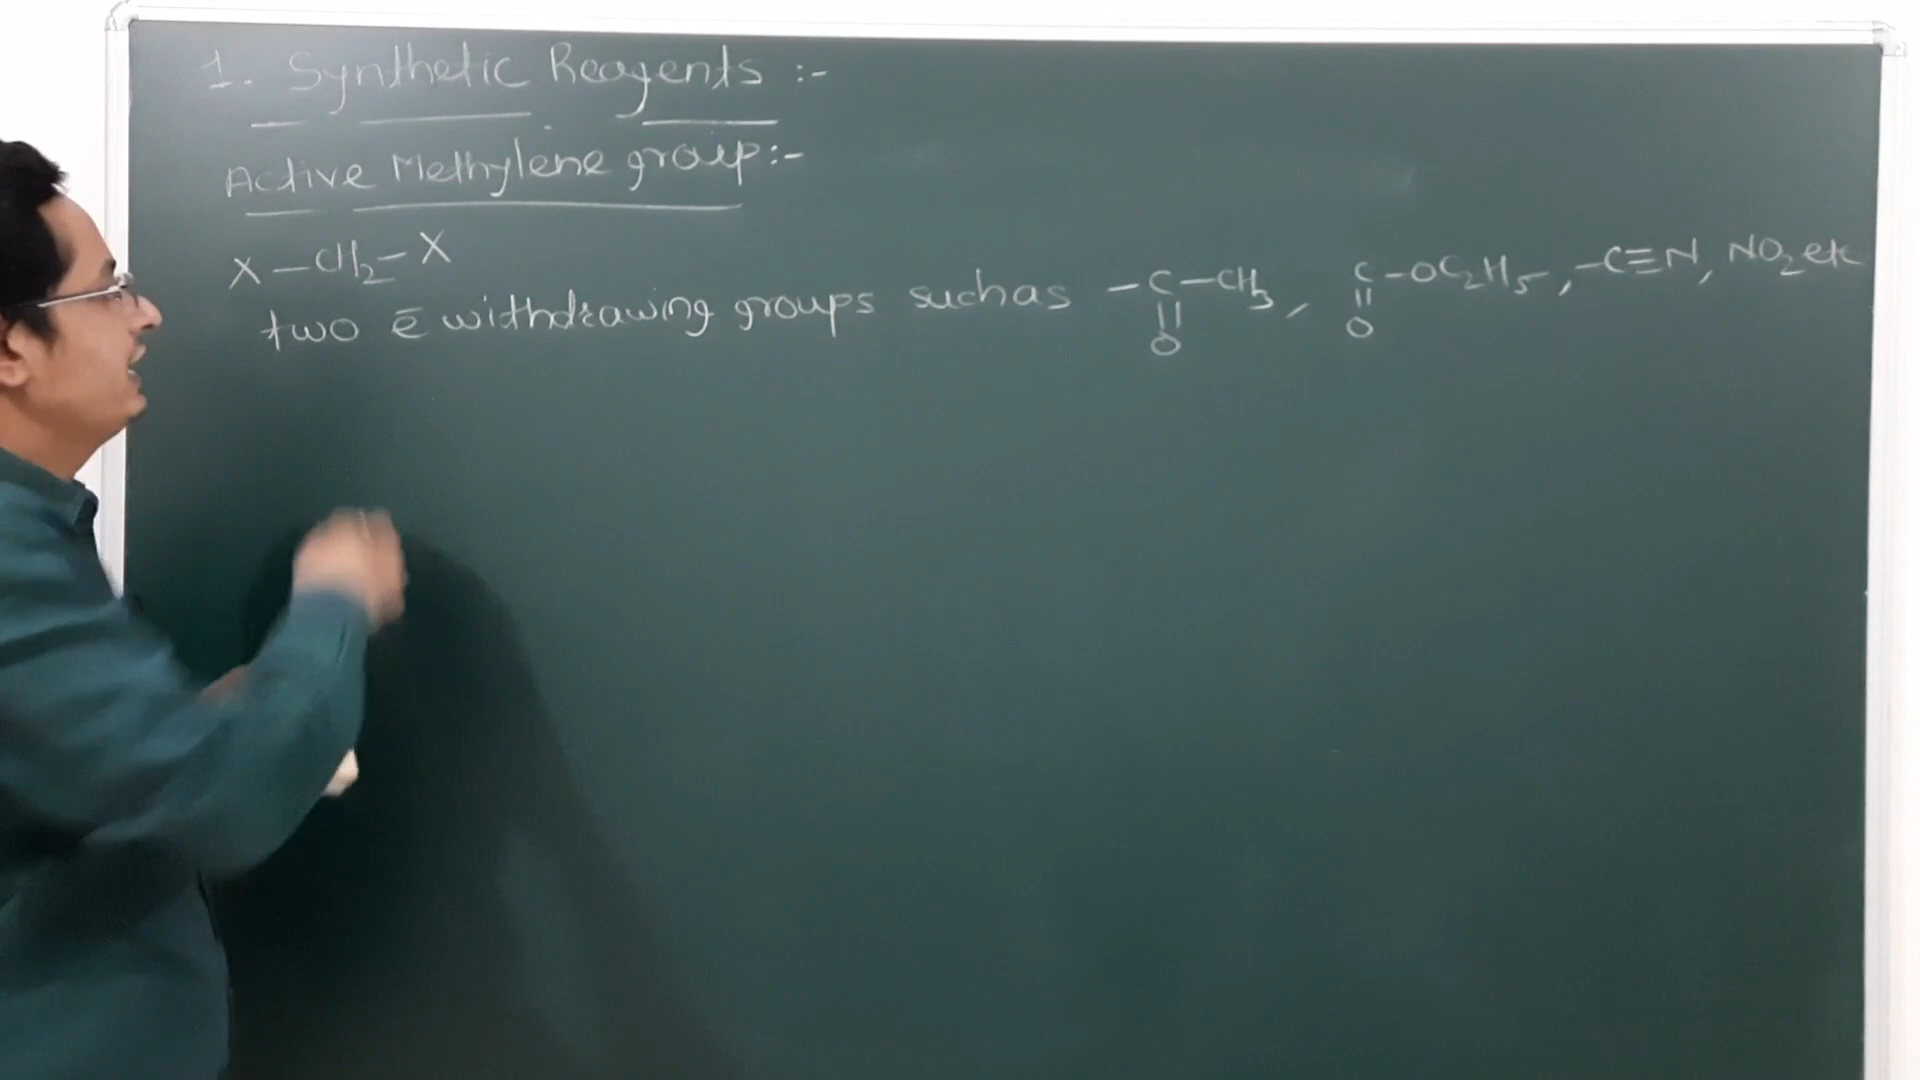 1. Synthetic Reagents :-
Active Methylene group:-
X-CH₂-X
two ē withdrawing groups such as -C-CH₃, C-OC₂H₅, -C≡N, NO₂ etc
|| ||
O O